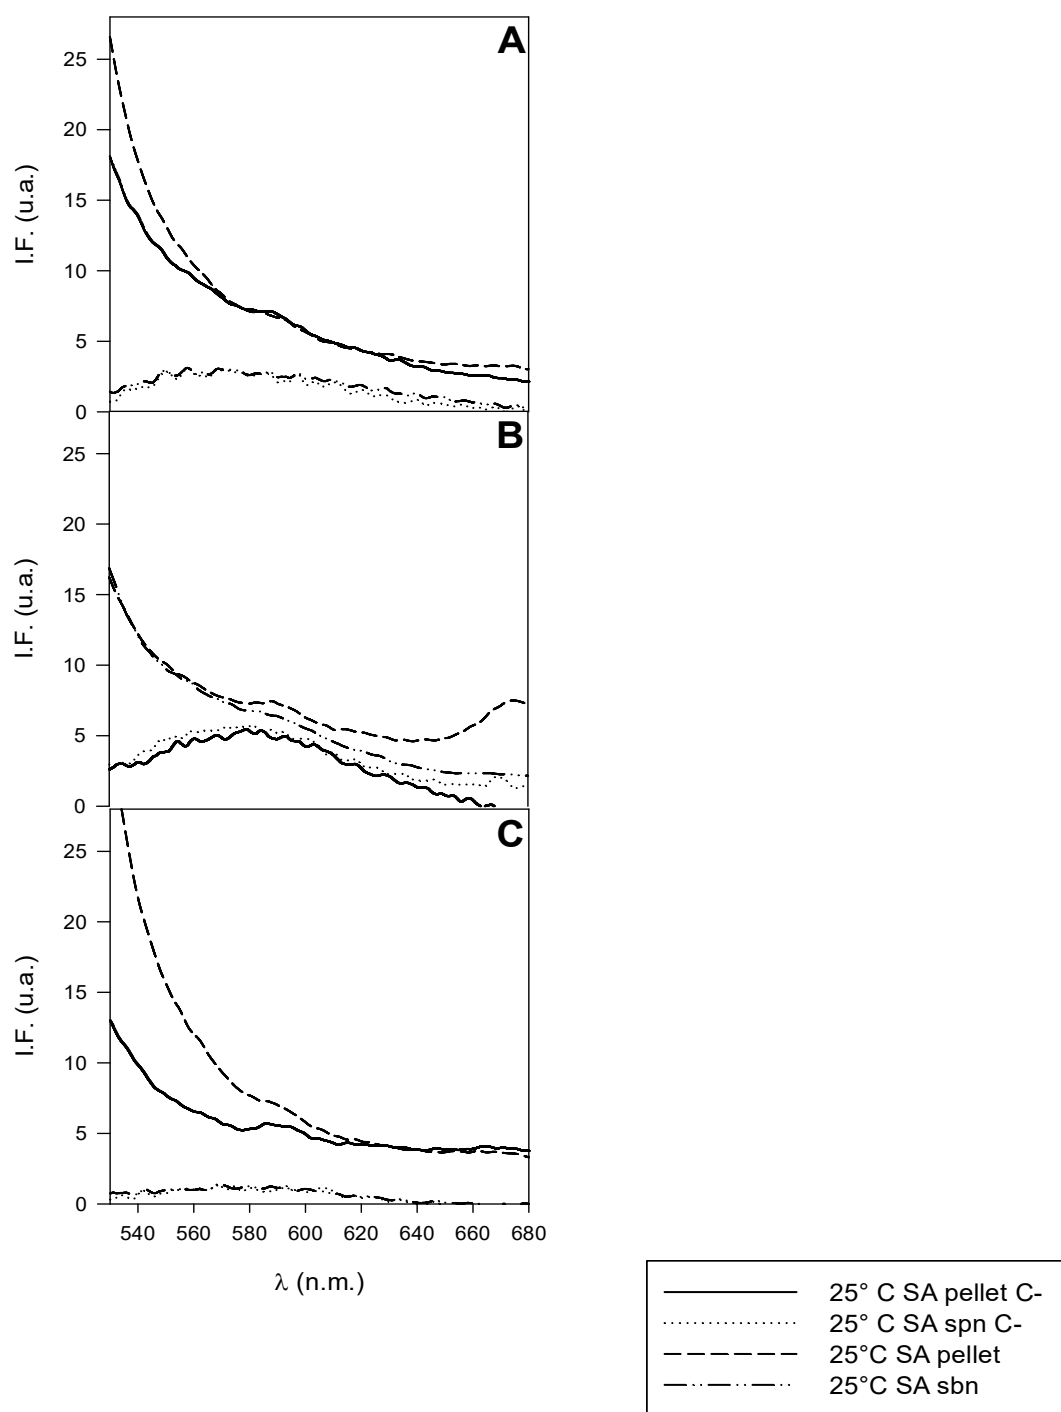 A
25
20
15
10
5
0
I.F. (u.a.)
B
25
20
15
10
5
0
I.F. (u.a.)
C
25
20
15
10
5
0
I.F. (u.a.)
540 560 580 600 620 640 660 680
λ (n.m.)
25° C SA pellet C-
25° C SA spn C-
25°C SA pellet
25°C SA sbn